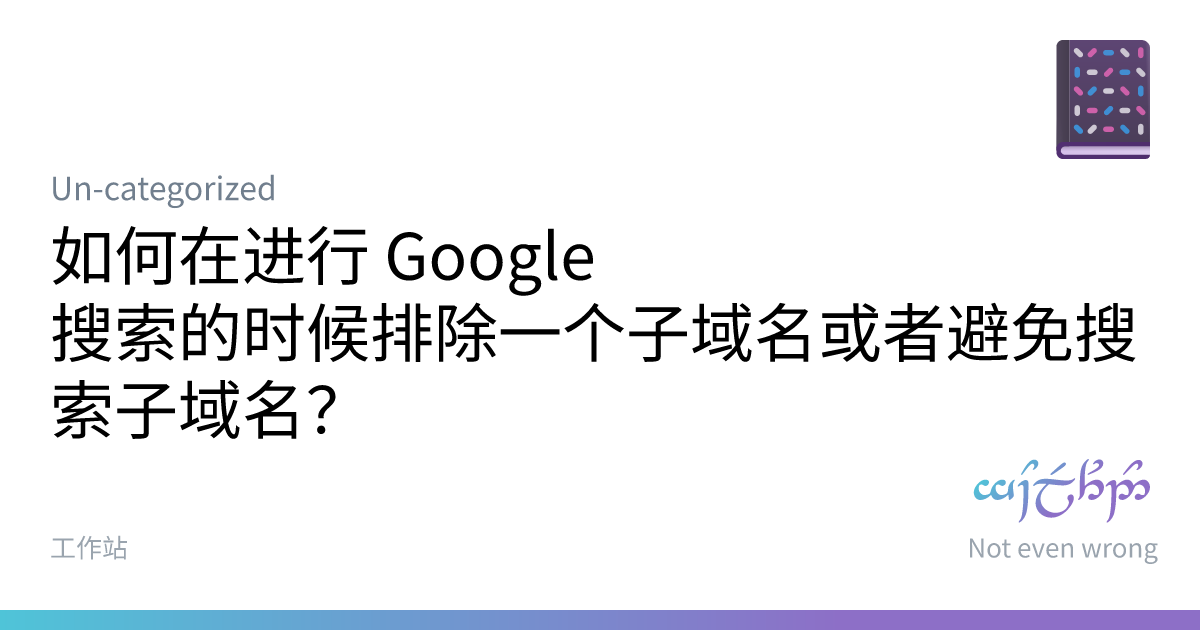 Un-categorized
如何在进行 Google
搜索的时候排除一个子域名或者避免搜
索子域名？
工作站
Not even wrong